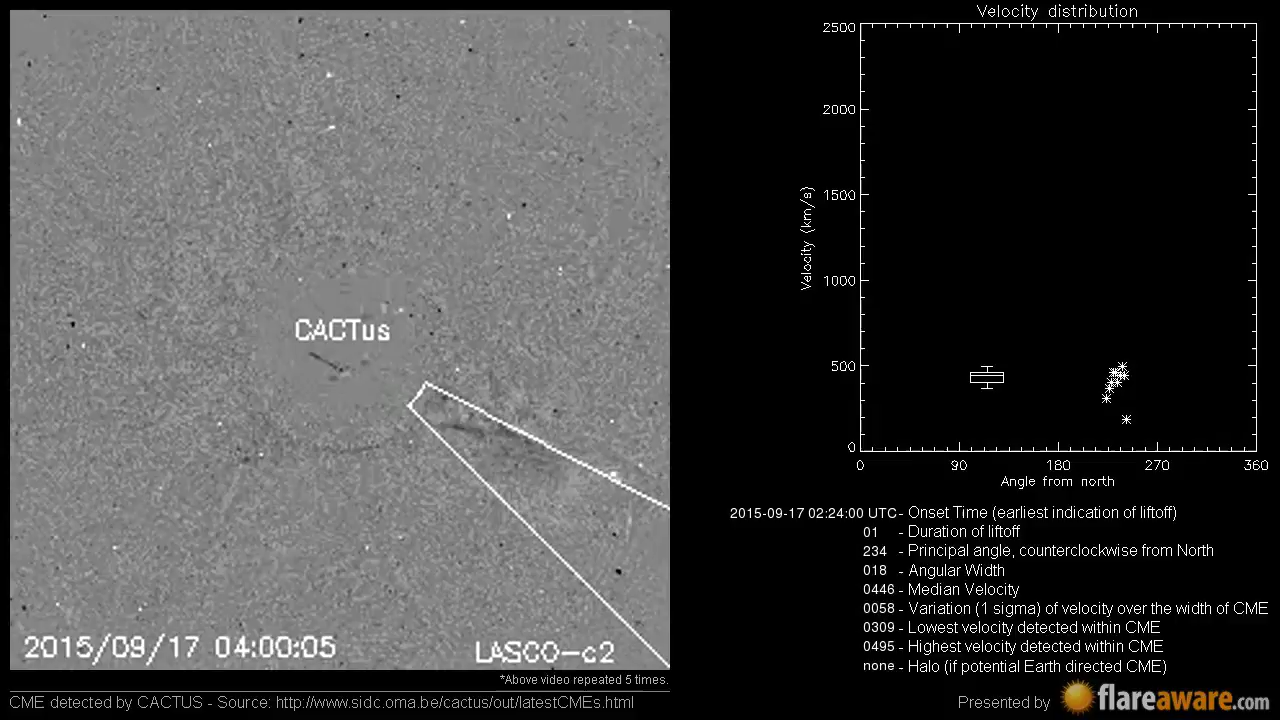 CACTus
2015/09/17 04:00:05
LASCO-c2
*Above video repeated 5 times.
CME detected by CACTUS - Source: http://www.sidc.oma.be/cactus/out/latestCMEs.html
Velocity distribution
2500
2000
1500
1000
500
0
Velocity (km/s)
0 90 180 270 360
Angle from north
2015-09-17 02:24:00 UTC - Onset Time (earliest indication of liftoff)
01 - Duration of liftoff
234 - Principal angle, counterclockwise from North
018 - Angular Width
0446 - Median Velocity
0058 - Variation (1 sigma) of velocity over the width of CME
0309 - Lowest velocity detected within CME
0495 - Highest velocity detected within CME
none - Halo (if potential Earth directed CME)
Presented by flareaware.com